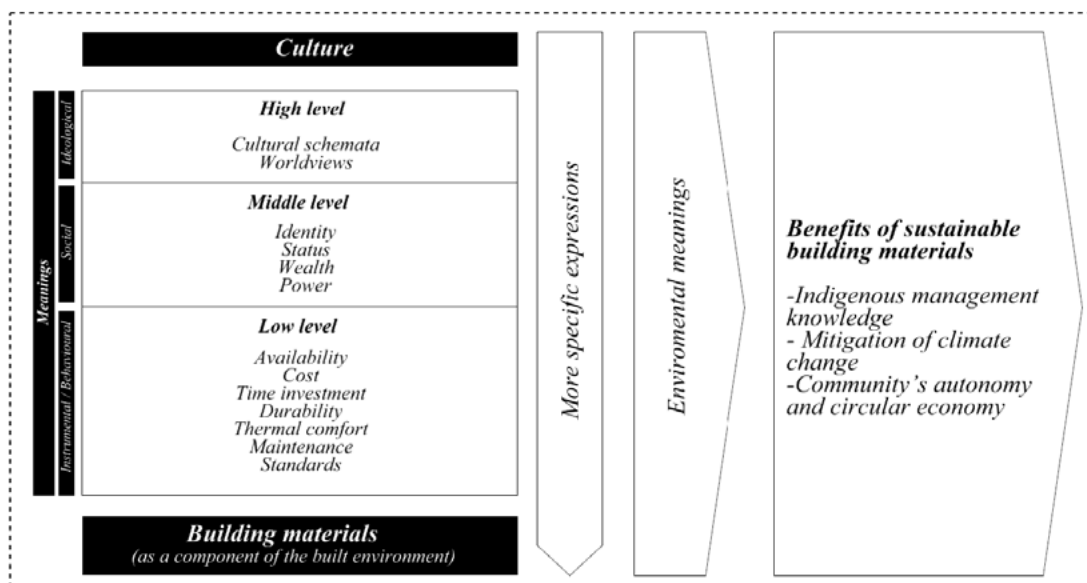 Culture
Meanings
Ideological
High level
Cultural schemata
Worldviews
Social
Middle level
Identity
Status
Wealth
Power
Instrumental / Behavioural
Low level
Availability
Cost
Time investment
Durability
Thermal comfort
Maintenance
Standards
Building materials
(as a component of the built environment)
More specific expressions
Enviromental meanings
Benefits of sustainable
building materials
-Indigenous management
knowledge
- Mitigation of climate
change
-Community's autonomy
and circular economy